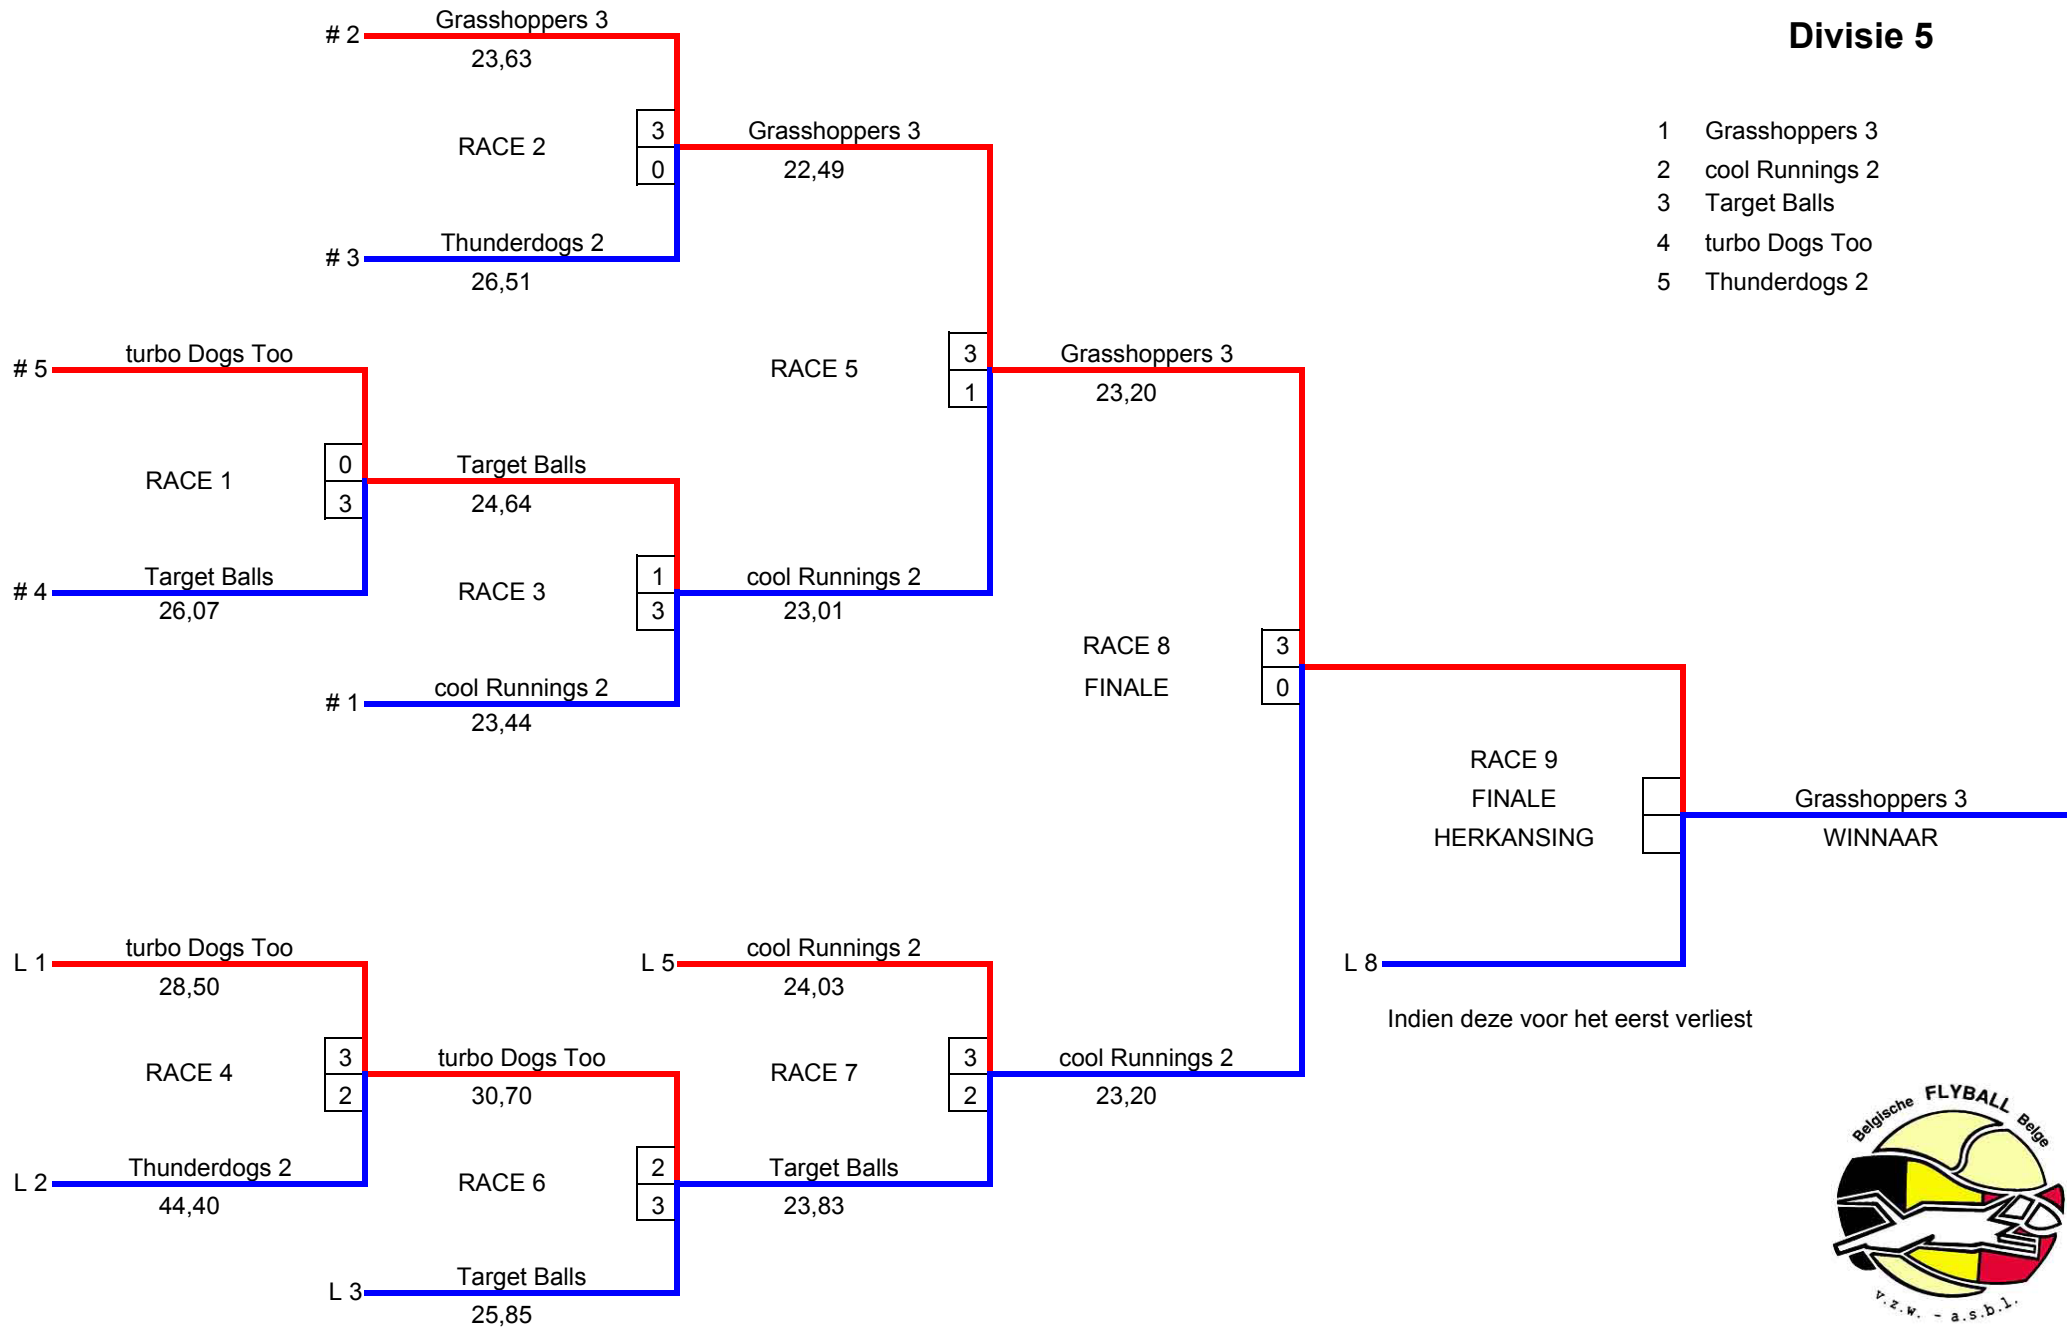 Divisie 5
1 Grasshoppers 3
2 cool Runnings 2
3 Target Balls
4 turbo Dogs Too
5 Thunderdogs 2
# 2 Grasshoppers 3
23,63
RACE 2
3
0
# 3 Thunderdogs 2
26,51
Grasshoppers 3
22,49
# 5 turbo Dogs Too
RACE 1
0
3
# 4 Target Balls
26,07
Target Balls
24,64
RACE 3
1
3
# 1 cool Runnings 2
23,44
cool Runnings 2
23,01
RACE 5
3
1
Grasshoppers 3
23,20
RACE 8
FINALE
3
0
RACE 9
FINALE
HERKANSING
Grasshoppers 3
WINNAAR
L 8
Indien deze voor het eerst verliest
L 1 turbo Dogs Too
28,50
RACE 4
3
2
L 2 Thunderdogs 2
44,40
turbo Dogs Too
30,70
RACE 6
2
3
L 3 Target Balls
25,85
L 5 cool Runnings 2
24,03
RACE 7
3
2
Target Balls
23,83
cool Runnings 2
23,20
Belgische FLYBALL Belge
v.z.w. - a.s.b.l.